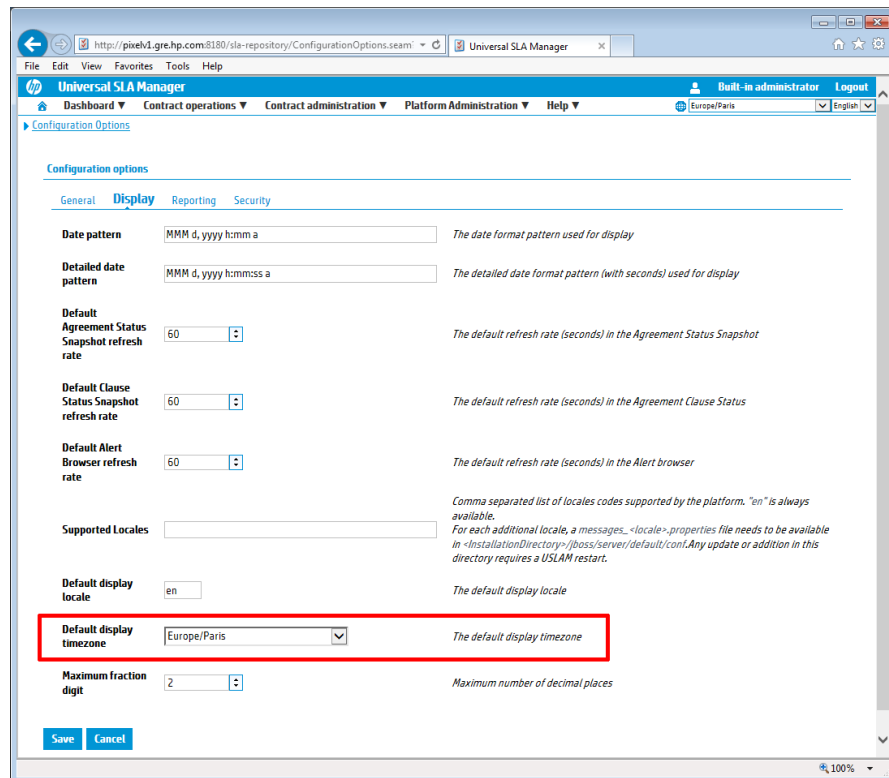 http://pixelv1.gre.hp.com:8180/sla-repository/ConfigurationOptions.seam?
Universal SLA Manager
File Edit View Favorites Tools Help
hp Universal SLA Manager Built-in administrator Logout
Dashboard ▼ Contract operations ▼ Contract administration ▼ Platform Administration ▼ Help ▼ Europe/Paris English
Configuration Options
Configuration options
General Display Reporting Security
Date pattern MMM d, yyyy h:mm a The date format pattern used for display
Detailed date
pattern
MMM d, yyyy h:mm:ss a The detailed date format pattern (with seconds) used for display
Default
Agreement Status
Snapshot refresh
rate
60 The default refresh rate (seconds) in the Agreement Status Snapshot
Default Clause
Status Snapshot
refresh rate
60 The default refresh rate (seconds) in the Agreement Clause Status
Default Alert
Browser refresh
rate
60 The default refresh rate (seconds) in the Alert browser
Supported Locales
Comma separated list of locales codes supported by the platform. "en" is always
available.
For each additional locale, a messages_<locale>.properties file needs to be available
in <InstallationDirectory>/jboss/server/default/conf.Any update or addition in this
directory requires a USLAM restart.
Default display
locale
en The default display locale
Default display
timezone
Europe/Paris The default display timezone
Maximum fraction
digit
2 Maximum number of decimal places
Save Cancel
100%